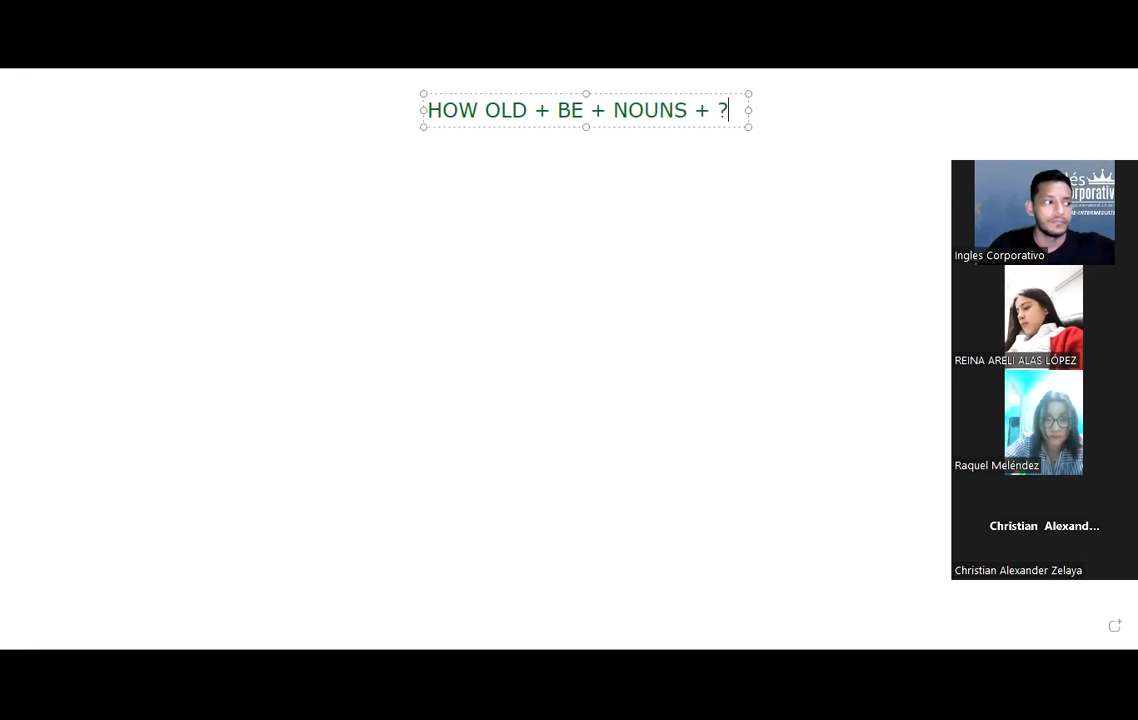 HOW OLD + BE + NOUNS + ?
Ingles Corporativo
REINA ARELI ALAS LÓPEZ
Raquel Meléndez
Christian Alexand...
Christian Alexander Zelaya